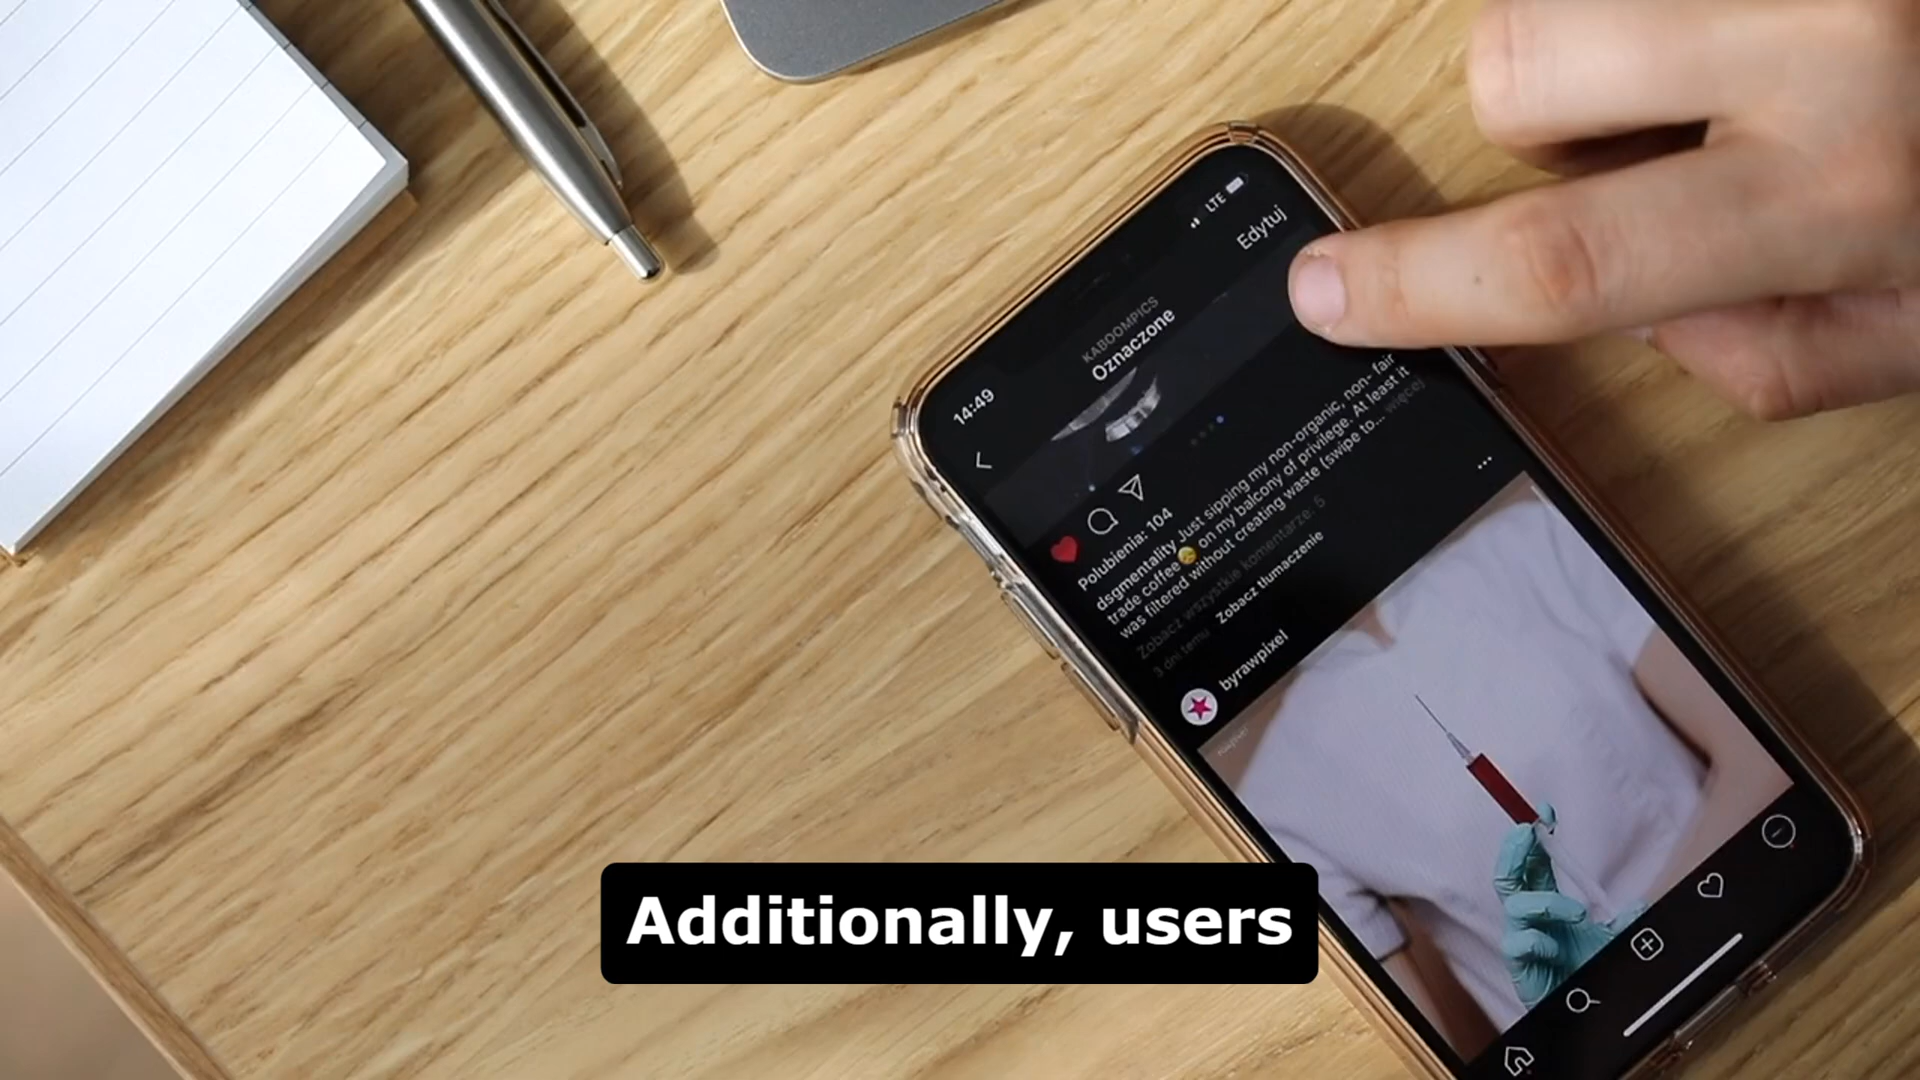 LTE
Edytuj
KABOOMPICS
Oznaczone
14:49
Polubienia: 104
dsgmentality Just sipping my non-organic, non- fair
trade coffee 😔 on my balcony of privilege. At least it
was filtered without creating waste (swipe to... więcej
Zobacz wszystkie komentarze: 5
3 dni temu · Zobacz tłumaczenie
byrawpixel
Additionally, users